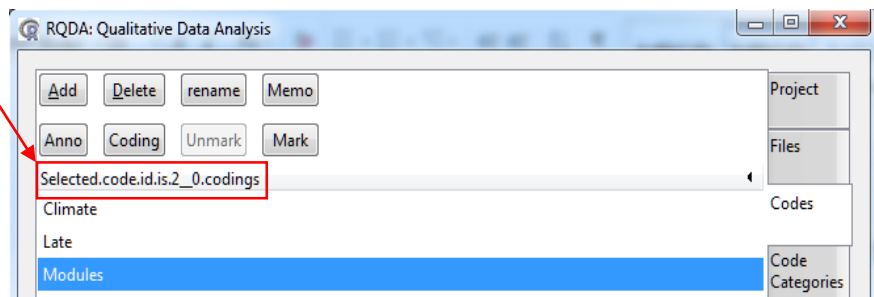 RQDA: Qualitative Data Analysis
Add Delete rename Memo
Project
Anno Coding Unmark Mark
Files
Selected.code.id.is.2__0.codings
Climate
Codes
Late
Modules
Code
Categories